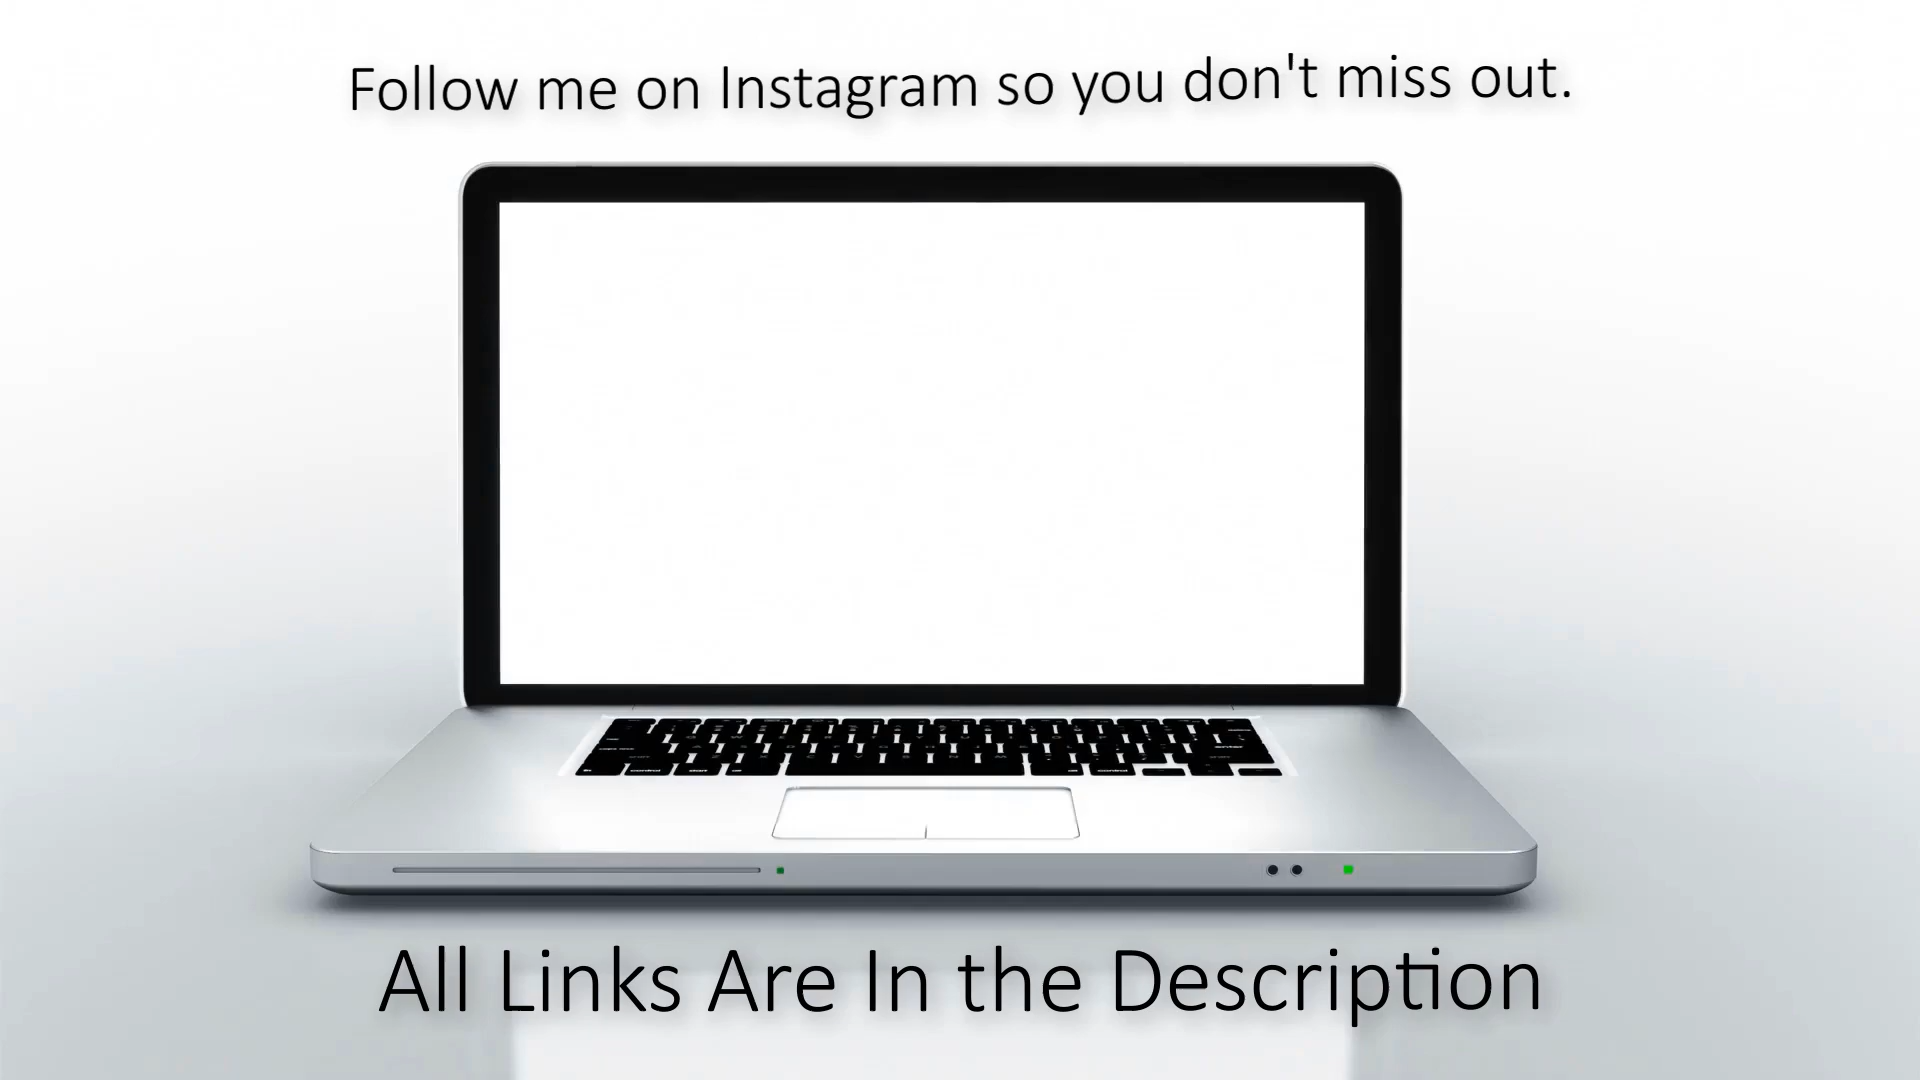 Follow me on Instagram so you don't miss out.
All Links Are In the Description